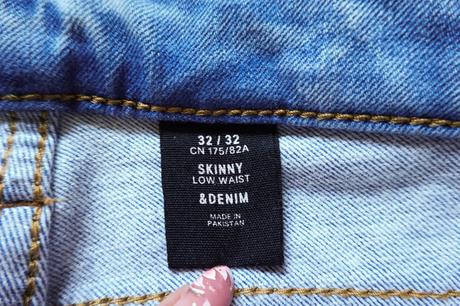 32 / 32
CN 175/82A
SKINNY
LOW WAIST
&DENIM
MADE IN
PAKISTAN